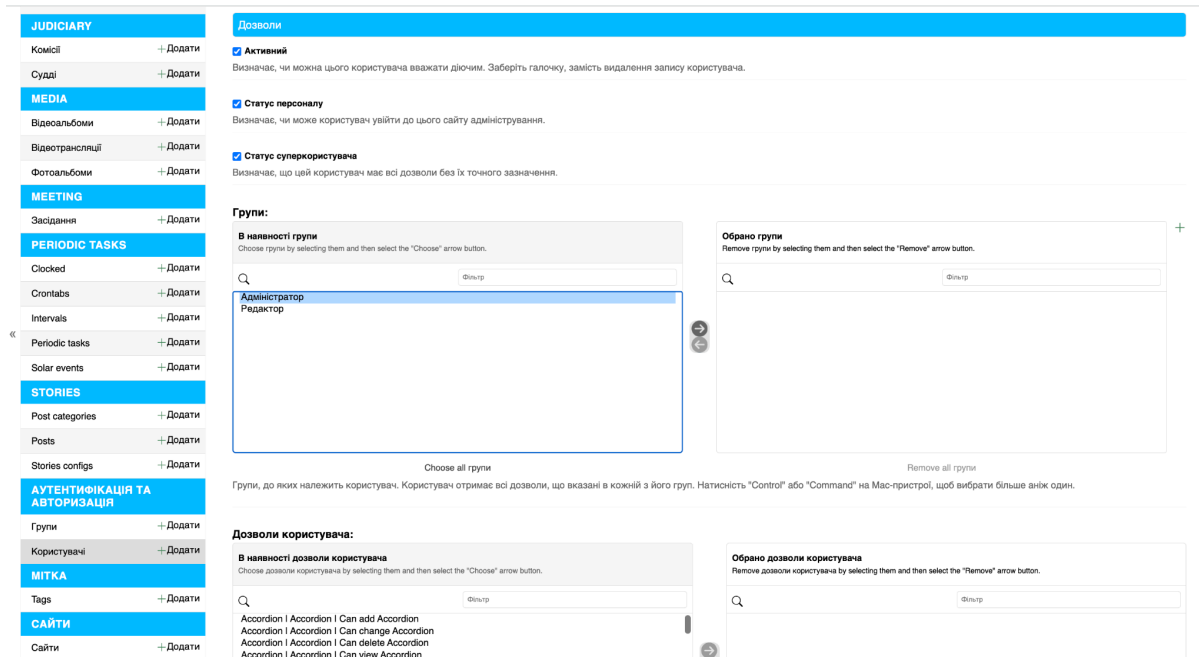 JUDICIARY
Комісії +Додати
Судді +Додати
MEDIA
Відеоальбоми +Додати
Відеотрансляції +Додати
Фотоальбоми +Додати
MEETING
Засідання +Додати
PERIODIC TASKS
Clocked +Додати
Crontabs +Додати
Intervals +Додати
Periodic tasks +Додати
Solar events +Додати
STORIES
Post categories +Додати
Posts +Додати
Stories configs +Додати
АУТЕНТИФІКАЦІЯ ТА
АВТОРИЗАЦІЯ
Групи +Додати
Користувачі +Додати
МІТКА
Tags +Додати
САЙТИ
Сайти +Додати
«
Дозволи
Активний
Визначає, чи можна цього користувача вважати діючим. Заберіть галочку, замість видалення запису користувача.
Статус персоналу
Визначає, чи може користувач увійти до цього сайту адміністрування.
Статус суперкористувача
Визначає, що цей користувач має всі дозволи без їх точного зазначення.
Групи:
В наявності групи
Choose групи by selecting them and then select the "Choose" arrow button.
Фільтр
Адміністратор
Редактор
Choose all групи
Обрано групи
Remove групи by selecting them and then select the "Remove" arrow button.
Фільтр
Remove all групи
Групи, до яких належить користувач. Користувач отримає всі дозволи, що вказані в кожній з його груп. Натисність "Control" або "Command" на Mac-пристрої, щоб вибрати більше аніж один.
Дозволи користувача:
В наявності дозволи користувача
Choose дозволи користувача by selecting them and then select the "Choose" arrow button.
Фільтр
Accordion | Accordion | Can add Accordion
Accordion | Accordion | Can change Accordion
Accordion | Accordion | Can delete Accordion
Accordion | Accordion | Can view Accordion
Обрано дозволи користувача
Remove дозволи користувача by selecting them and then select the "Remove" arrow button.
Фільтр